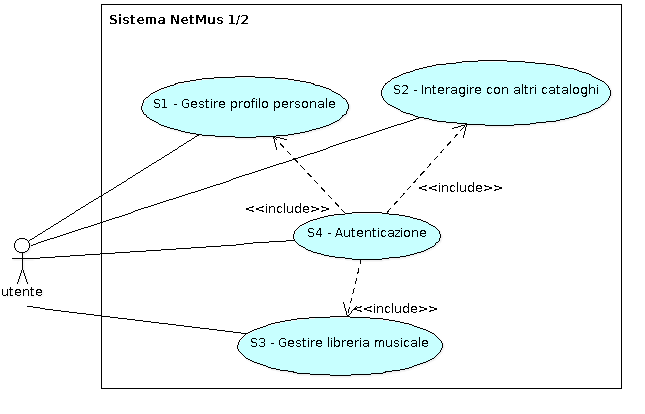 Sistema NetMus 1/2
S2 - Interagire con altri cataloghi
S1 - Gestire profilo personale
<<include>>
<<include>>
S4 - Autenticazione
utente
<<include>>
S3 - Gestire libreria musicale